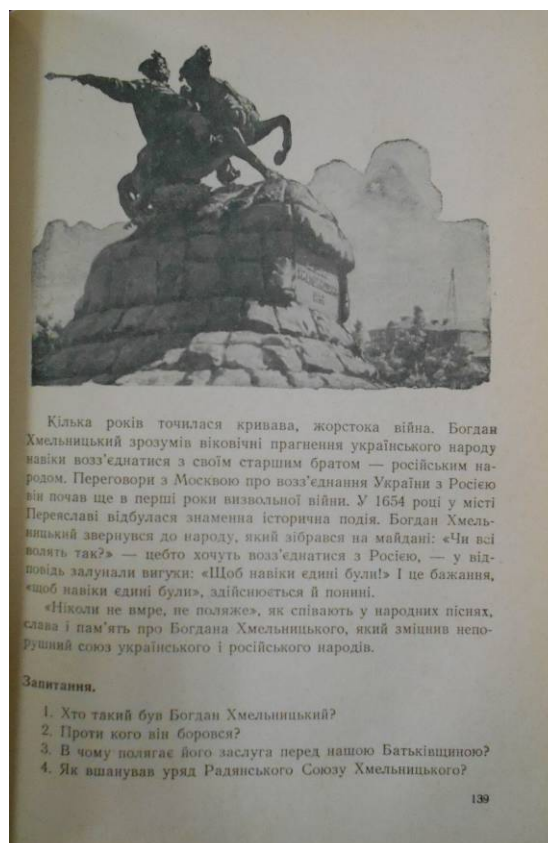 Кілька років точилася кривава, жорстока війна. Богдан
Хмельницький зрозумів віковічні прагнення українського народу
навіки возз'єднатися з своїм старшим братом — російським на-
родом. Переговори з Москвою про возз'єднання України з Росією
він почав ще в перші роки визвольної війни. У 1654 році у місті
Переяславі відбулася знаменна історична подія. Богдан Хмель-
ницький звернувся до народу, який зібрався на майдані: «Чи всі
волять так?» — цебто хочуть возз'єднатися з Росією, — у від-
повідь залунали вигуки: «Щоб навіки єдині були!» І це бажання,
«щоб навіки єдині були», здійснюється й понині.
«Ніколи не вмре, не поляже», як співають у народних піснях,
слава і пам'ять про Богдана Хмельницького, який зміцнив непо-
рушний союз українського і російського народів.
Запитання.
1. Хто такий був Богдан Хмельницький?
2. Проти кого він боровся?
3. В чому полягає його заслуга перед нашою Батьківщиною?
4. Як вшанував уряд Радянського Союзу Хмельницького?
139